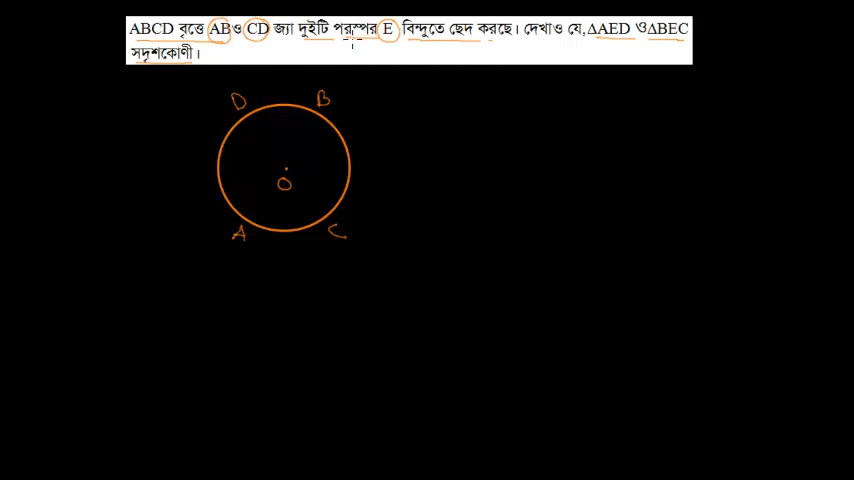 ABCD বৃত্তে AB ও CD জ্যা দুইটি পরস্পর E বিন্দুতে ছেদ করছে। দেখাও যে, ΔAED ও ΔBEC
সদৃশকোণী।
D B
O
A C